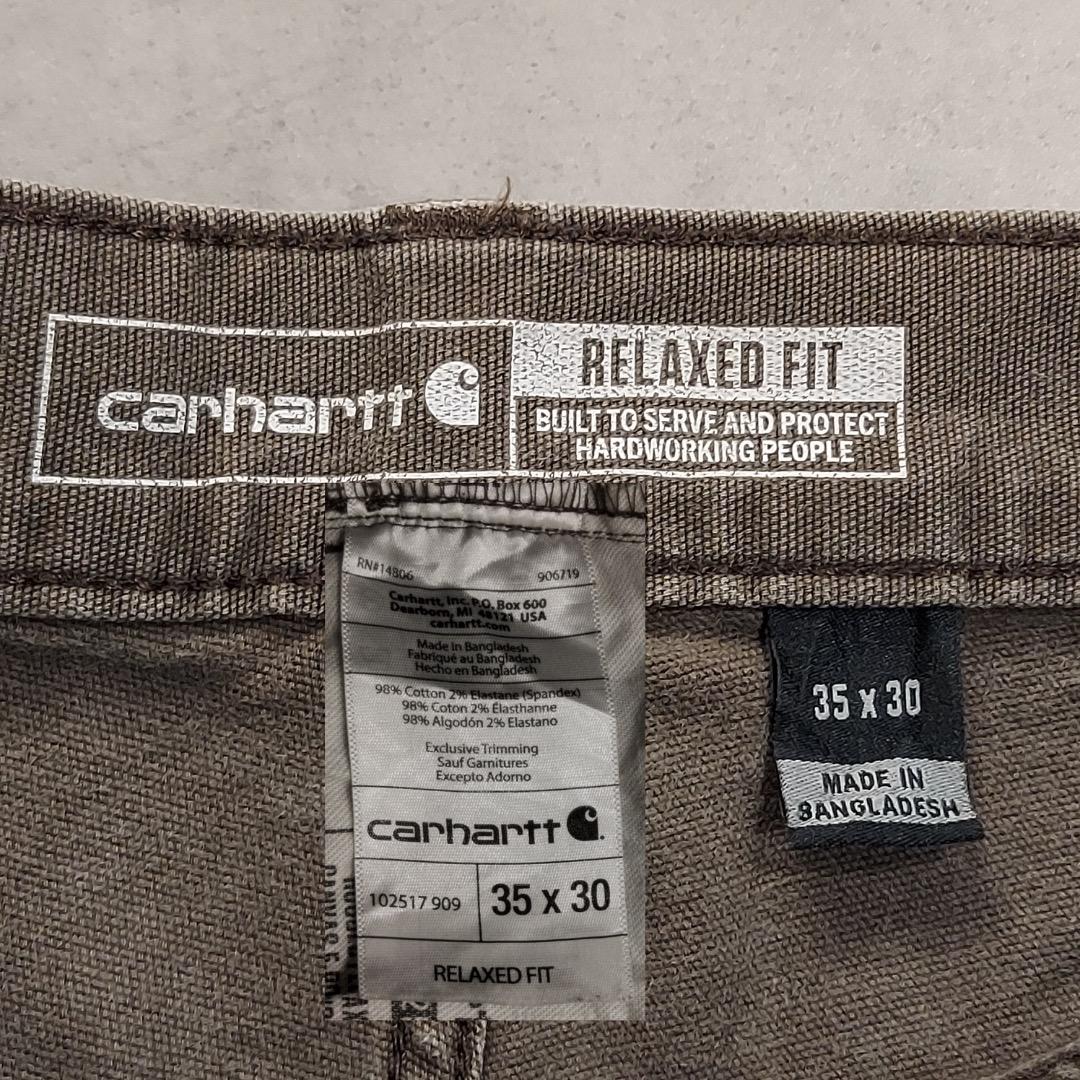 carhartt
RELAXED FIT
BUILT TO SERVE AND PROTECT
HARDWORKING PEOPLE
RN#14806 906719
Carhartt, Inc. P.O. Box 600
Dearborn, MI 48121 USA
carhartt.com
Made in Bangladesh
Fabriqué au Bangladesh
Hecho en Bangladesh
98% Cotton 2% Elastane (Spandex)
98% Coton 2% Élasthanne
98% Algodón 2% Elastano
Exclusive Trimming
Sauf Garnitures
Excepto Adorno
carhartt
102517 909
35 x 30
RELAXED FIT
35 X 30
MADE IN
BANGLADESH